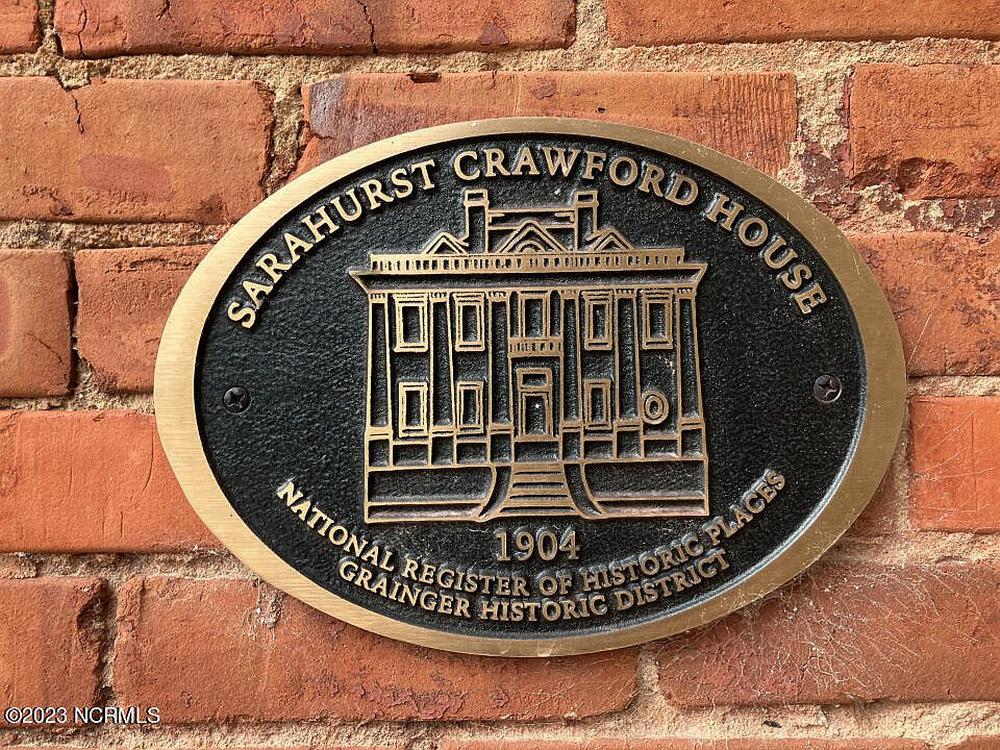 SARAHURST CRAWFORD HOUSE
1904
NATIONAL REGISTER OF HISTORIC PLACES
GRAINGER HISTORIC DISTRICT
©2023 NCRMLS